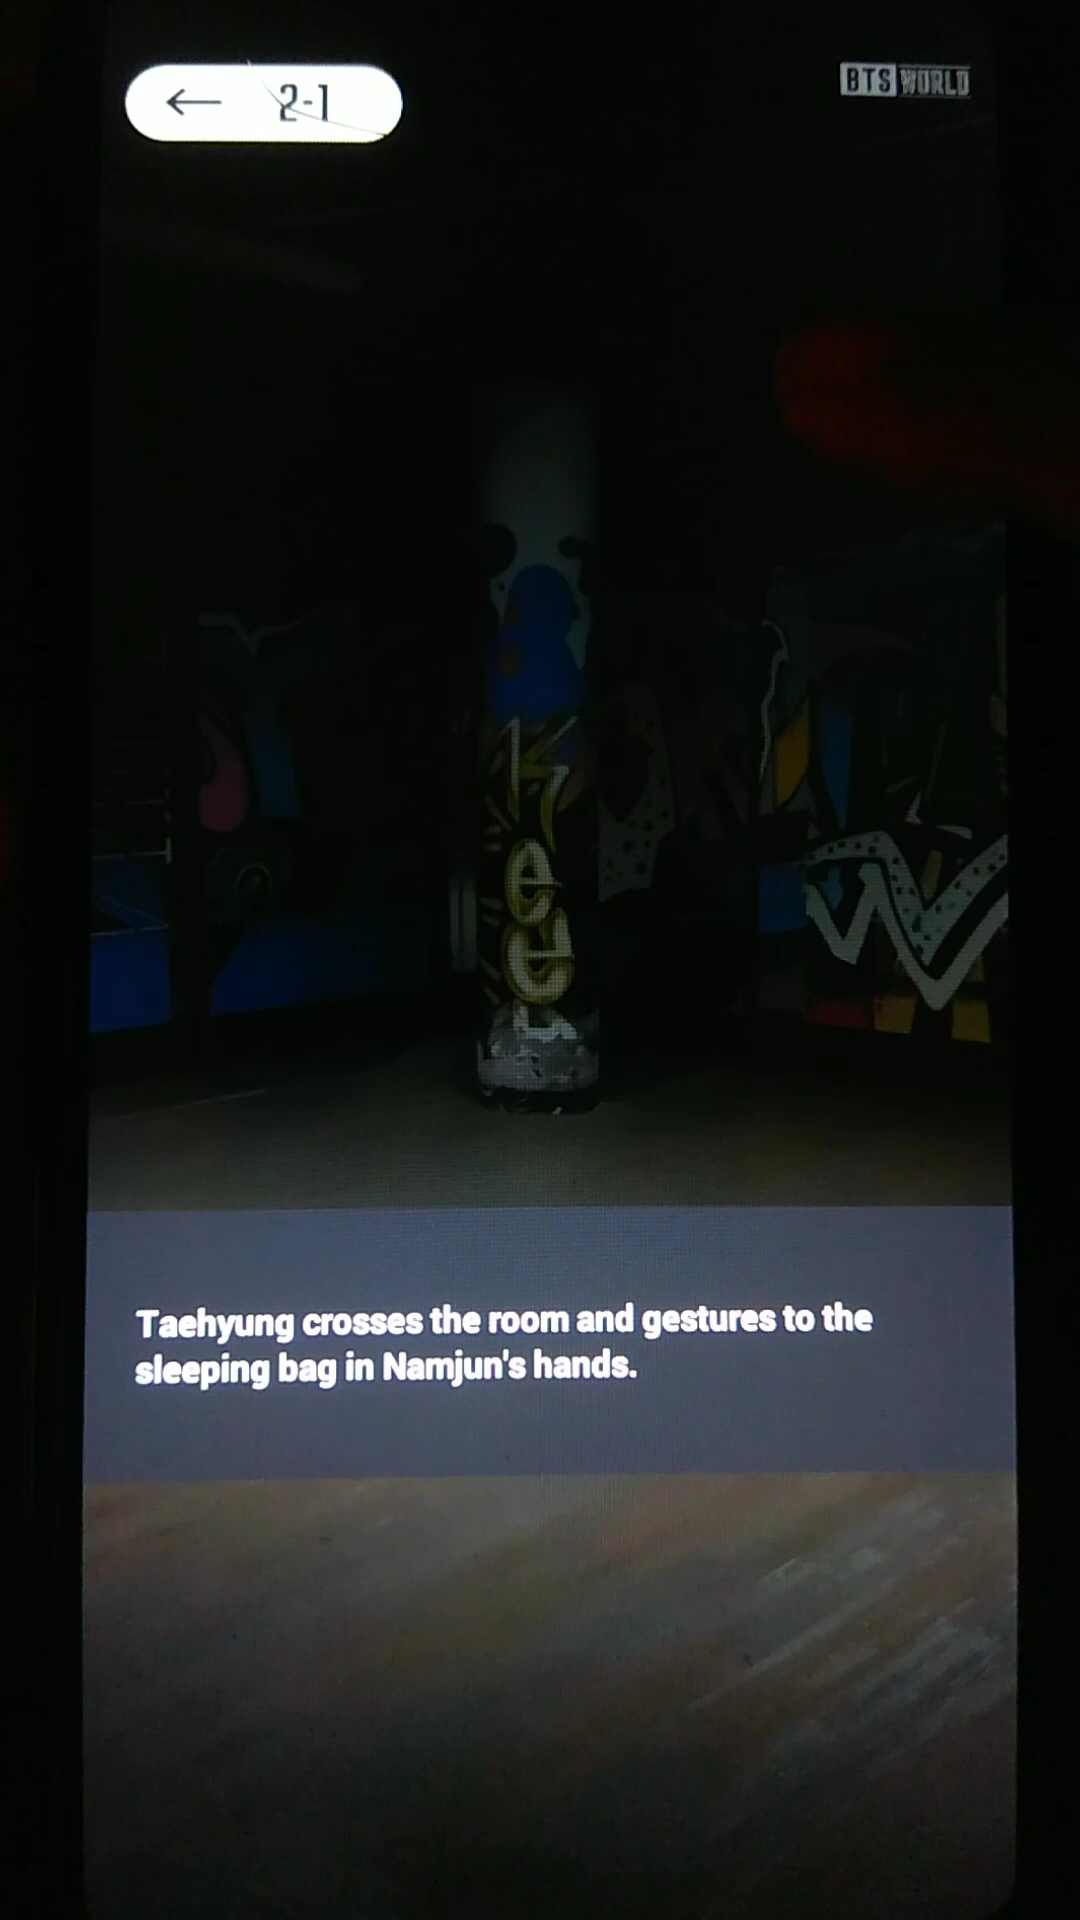 ← 2-1
BTS WORLD
Taehyung crosses the room and gestures to the
sleeping bag in Namjun's hands.